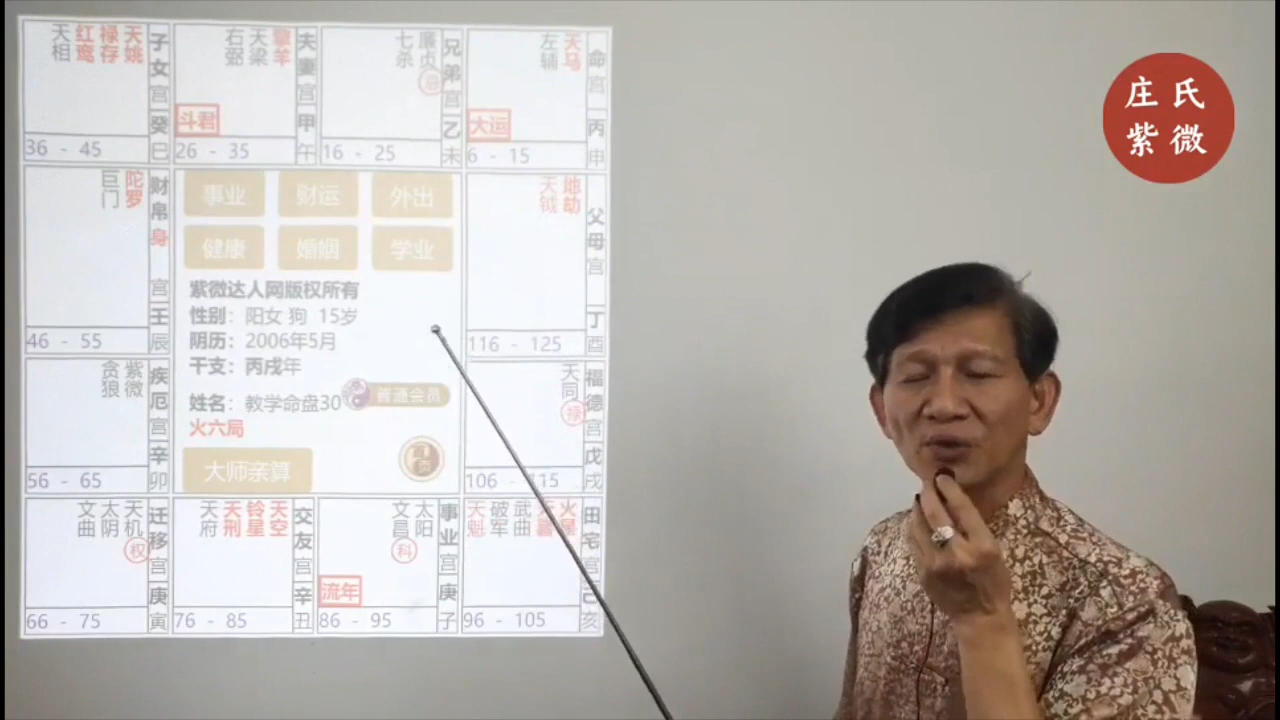 天相
红鸾
禄存
天姚
子女宫
癸巳
36 - 45
右弼
天梁
擎羊
夫妻宫
甲午
斗君
26 - 35
七杀
廉贞
忌
兄弟宫
乙未
16 - 25
左辅
天马
命宫
丙申
大运
6 - 15
巨门
陀罗
财帛身宫
壬辰
46 - 55
事业 财运 外出
健康 婚姻 学业
紫微达人网版权所有
性别: 阳女 狗 15岁
阴历: 2006年5月
干支: 丙戌年
姓名: 教学命盘30
普通会员
火六局
大师亲算
天钺
地劫
父母宫
丁酉
116 - 125
贪狼
紫微
疾厄宫
辛卯
56 - 65
天同
禄
福德宫
戊戌
106 - 115
文曲
太阴
天机
权
迁移宫
庚寅
66 - 75
天府
天刑
铃星
天空
交友宫
辛丑
76 - 85
文昌
太阳
科
事业宫
庚子
流年
86 - 95
天魁
破军
武曲
火星
田宅宫
己亥
96 - 105
庄氏
紫微